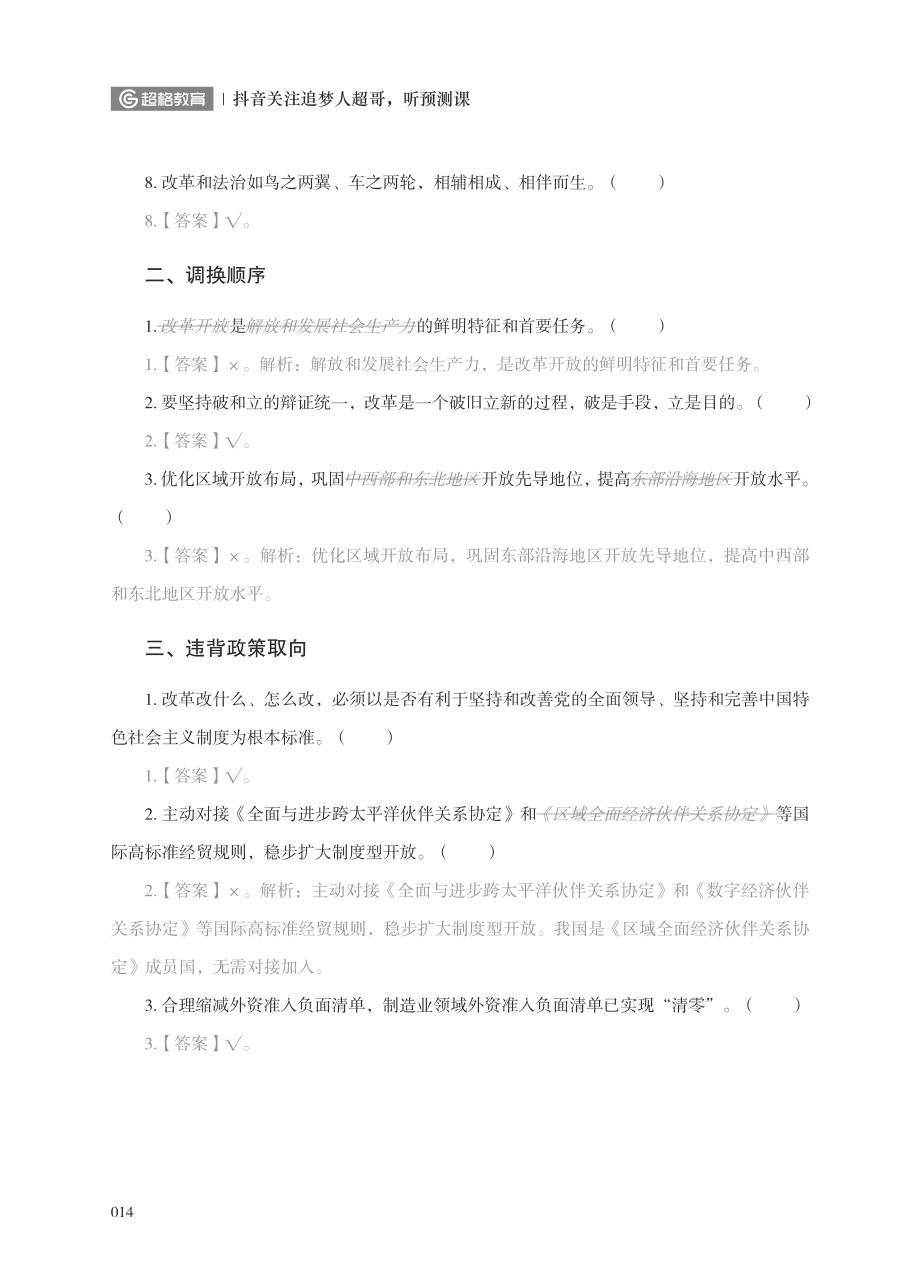 超格教育 | 抖音关注追梦人超哥，听预测课
8. 改革和法治如鸟之两翼、车之两轮，相辅相成、相伴而生。（　　）
8.【答案】√。
二、调换顺序
1. 改革开放是解放和发展社会生产力的鲜明特征和首要任务。（　　）
1.【答案】×。解析：解放和发展社会生产力，是改革开放的鲜明特征和首要任务。
2. 要坚持破和立的辩证统一，改革是一个破旧立新的过程，破是手段，立是目的。（　　）
2.【答案】√。
3. 优化区域开放布局，巩固中西部和东北地区开放先导地位，提高东部沿海地区开放水平。
（　　）
3.【答案】×。解析：优化区域开放布局，巩固东部沿海地区开放先导地位，提高中西部
和东北地区开放水平。
三、违背政策取向
1. 改革改什么、怎么改，必须以是否有利于坚持和改善党的全面领导、坚持和完善中国特
色社会主义制度为根本标准。（　　）
1.【答案】√。
2. 主动对接《全面与进步跨太平洋伙伴关系协定》和《区域全面经济伙伴关系协定》等国
际高标准经贸规则，稳步扩大制度型开放。（　　）
2.【答案】×。解析：主动对接《全面与进步跨太平洋伙伴关系协定》和《数字经济伙伴
关系协定》等国际高标准经贸规则，稳步扩大制度型开放。我国是《区域全面经济伙伴关系协
定》成员国，无需对接加入。
3. 合理缩减外资准入负面清单，制造业领域外资准入负面清单已实现“清零”。（　　）
3.【答案】√。
014